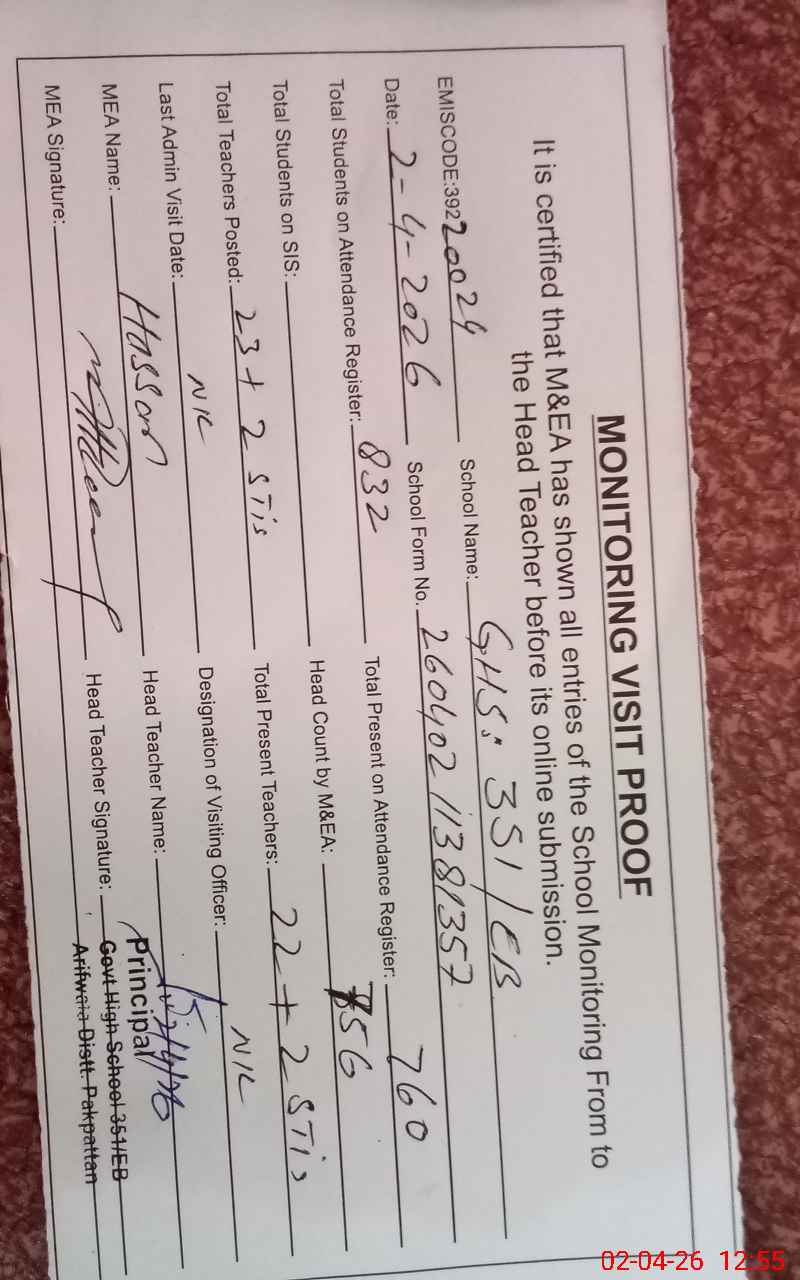 MONITORING VISIT PROOF
It is certified that M&EA has shown all entries of the School Monitoring From to
the Head Teacher before its online submission.
EMISCODE:39220024 School Name: GHS: 351/EB
Date: 2-4-2026 School Form No. 26040211381357
Total Students on Attendance Register: 832 Total Present on Attendance Register: 760
Total Students on SIS: Head Count by M&EA: 756
Total Teachers Posted: 23 + 2 STis Total Present Teachers: 22 + 2 STis
Last Admin Visit Date: NIL Designation of Visiting Officer: NIL
MEA Name: Hassan Head Teacher Name:
MEA Signature: Head Teacher Signature:
Principal
Govt High School 351/EB
Arifwala Distt. Pakpattan
02-04-26 12:55